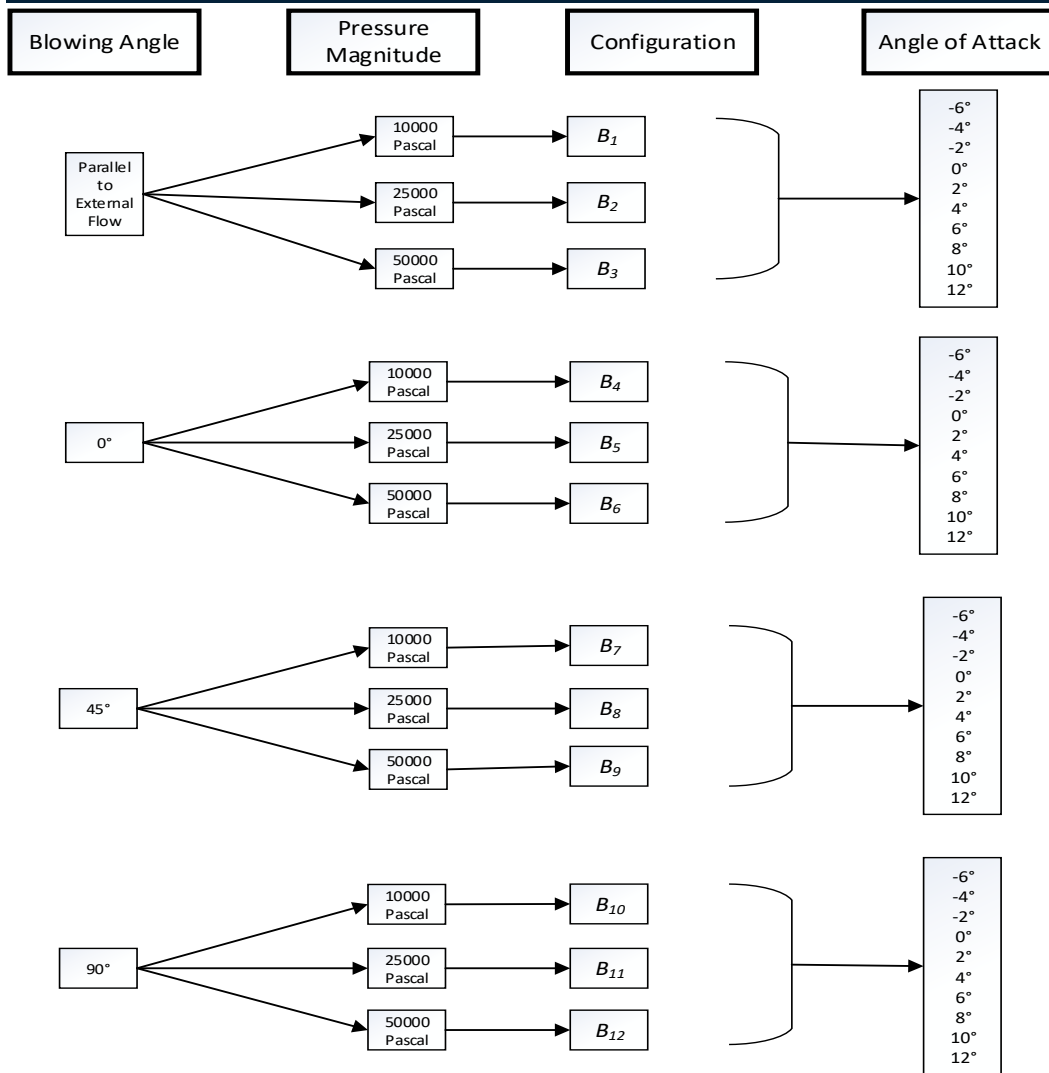 Blowing Angle
Pressure
Magnitude
Configuration
Angle of Attack
Parallel
to
External
Flow
10000
Pascal
B1
25000
Pascal
B2
50000
Pascal
B3
-6°
-4°
-2°
0°
2°
4°
6°
8°
10°
12°
0°
10000
Pascal
B4
25000
Pascal
B5
50000
Pascal
B6
-6°
-4°
-2°
0°
2°
4°
6°
8°
10°
12°
45°
10000
Pascal
B7
25000
Pascal
B8
50000
Pascal
B9
-6°
-4°
-2°
0°
2°
4°
6°
8°
10°
12°
90°
10000
Pascal
B10
25000
Pascal
B11
50000
Pascal
B12
-6°
-4°
-2°
0°
2°
4°
6°
8°
10°
12°